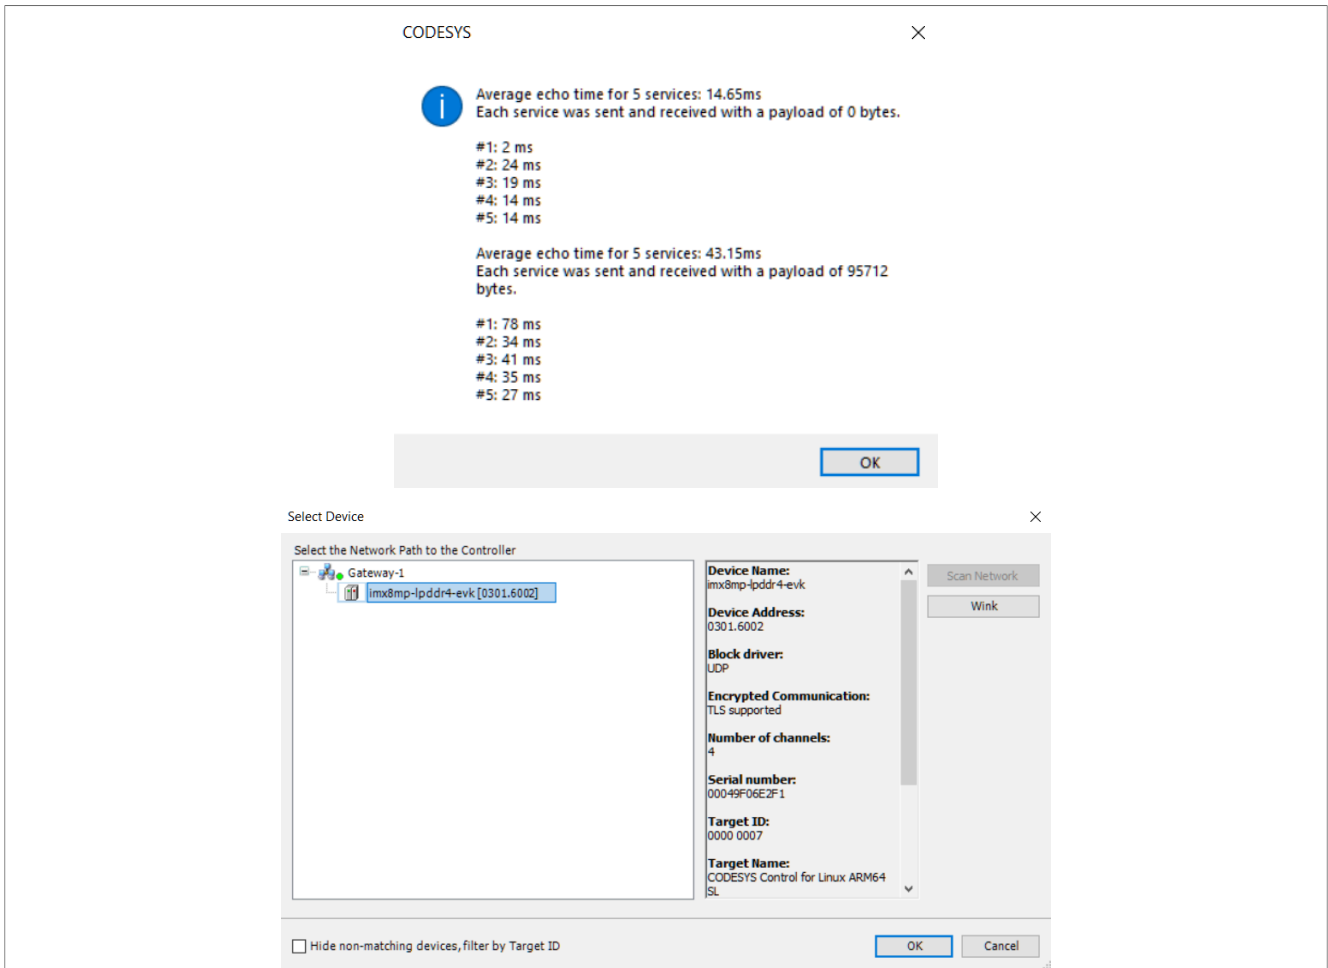 CODESYS
Average echo time for 5 services: 14.65ms
Each service was sent and received with a payload of 0 bytes.
#1: 2 ms
#2: 24 ms
#3: 19 ms
#4: 14 ms
#5: 14 ms
Average echo time for 5 services: 43.15ms
Each service was sent and received with a payload of 95712
bytes.
#1: 78 ms
#2: 34 ms
#3: 41 ms
#4: 35 ms
#5: 27 ms
OK
Select Device
Select the Network Path to the Controller
Gateway-1
imx8mp-lpddr4-evk [0301.6002]
Device Name:
imx8mp-lpddr4-evk
Device Address:
0301.6002
Block driver:
UDP
Encrypted Communication:
TLS supported
Number of channels:
4
Serial number:
00049F06E2F1
Target ID:
0000 0007
Target Name:
CODESYS Control for Linux ARM64
SL
Scan Network
Wink
Hide non-matching devices, filter by Target ID
OK
Cancel